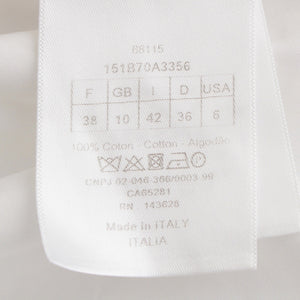 68115
151B70A3356
F GB I D USA
38 10 42 36 6
100% Coton - Cotton - Algodão
CNPJ 02-046-366/0003-99
CA65281
RN 143628
Made in ITALY
ITALIA